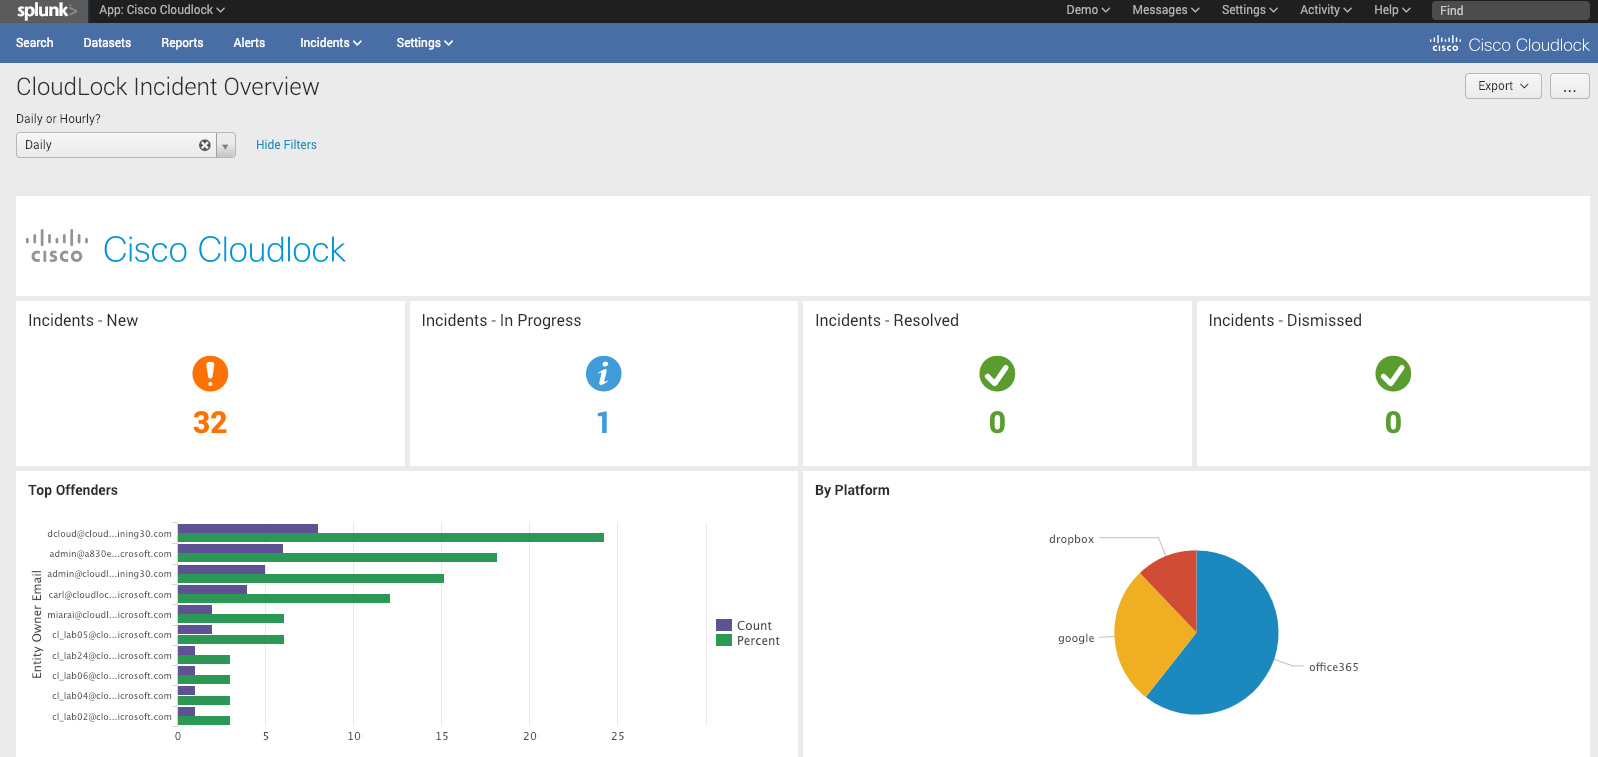 splunk> App: Cisco Cloudlock Demo Messages Settings Activity Help Find
Search Datasets Reports Alerts Incidents Settings CISCO Cisco Cloudlock
CloudLock Incident Overview
Export ...
Daily or Hourly?
Daily Hide Filters
CISCO Cisco Cloudlock
Incidents - New
32
Incidents - In Progress
1
Incidents - Resolved
0
Incidents - Dismissed
0
Top Offenders
Entity Owner Email
dcloud@cloud...ining30.com
admin@a830e...crosoft.com
admin@cloudl...ining30.com
carl@cloudloc...icrosoft.com
miarai@cloudl...icrosoft.com
cl_lab05@clo...icrosoft.com
cl_lab24@clo...icrosoft.com
cl_lab06@clo...icrosoft.com
cl_lab04@clo...icrosoft.com
cl_lab02@clo...icrosoft.com
0 5 10 15 20 25
Count
Percent
By Platform
dropbox
google
office365